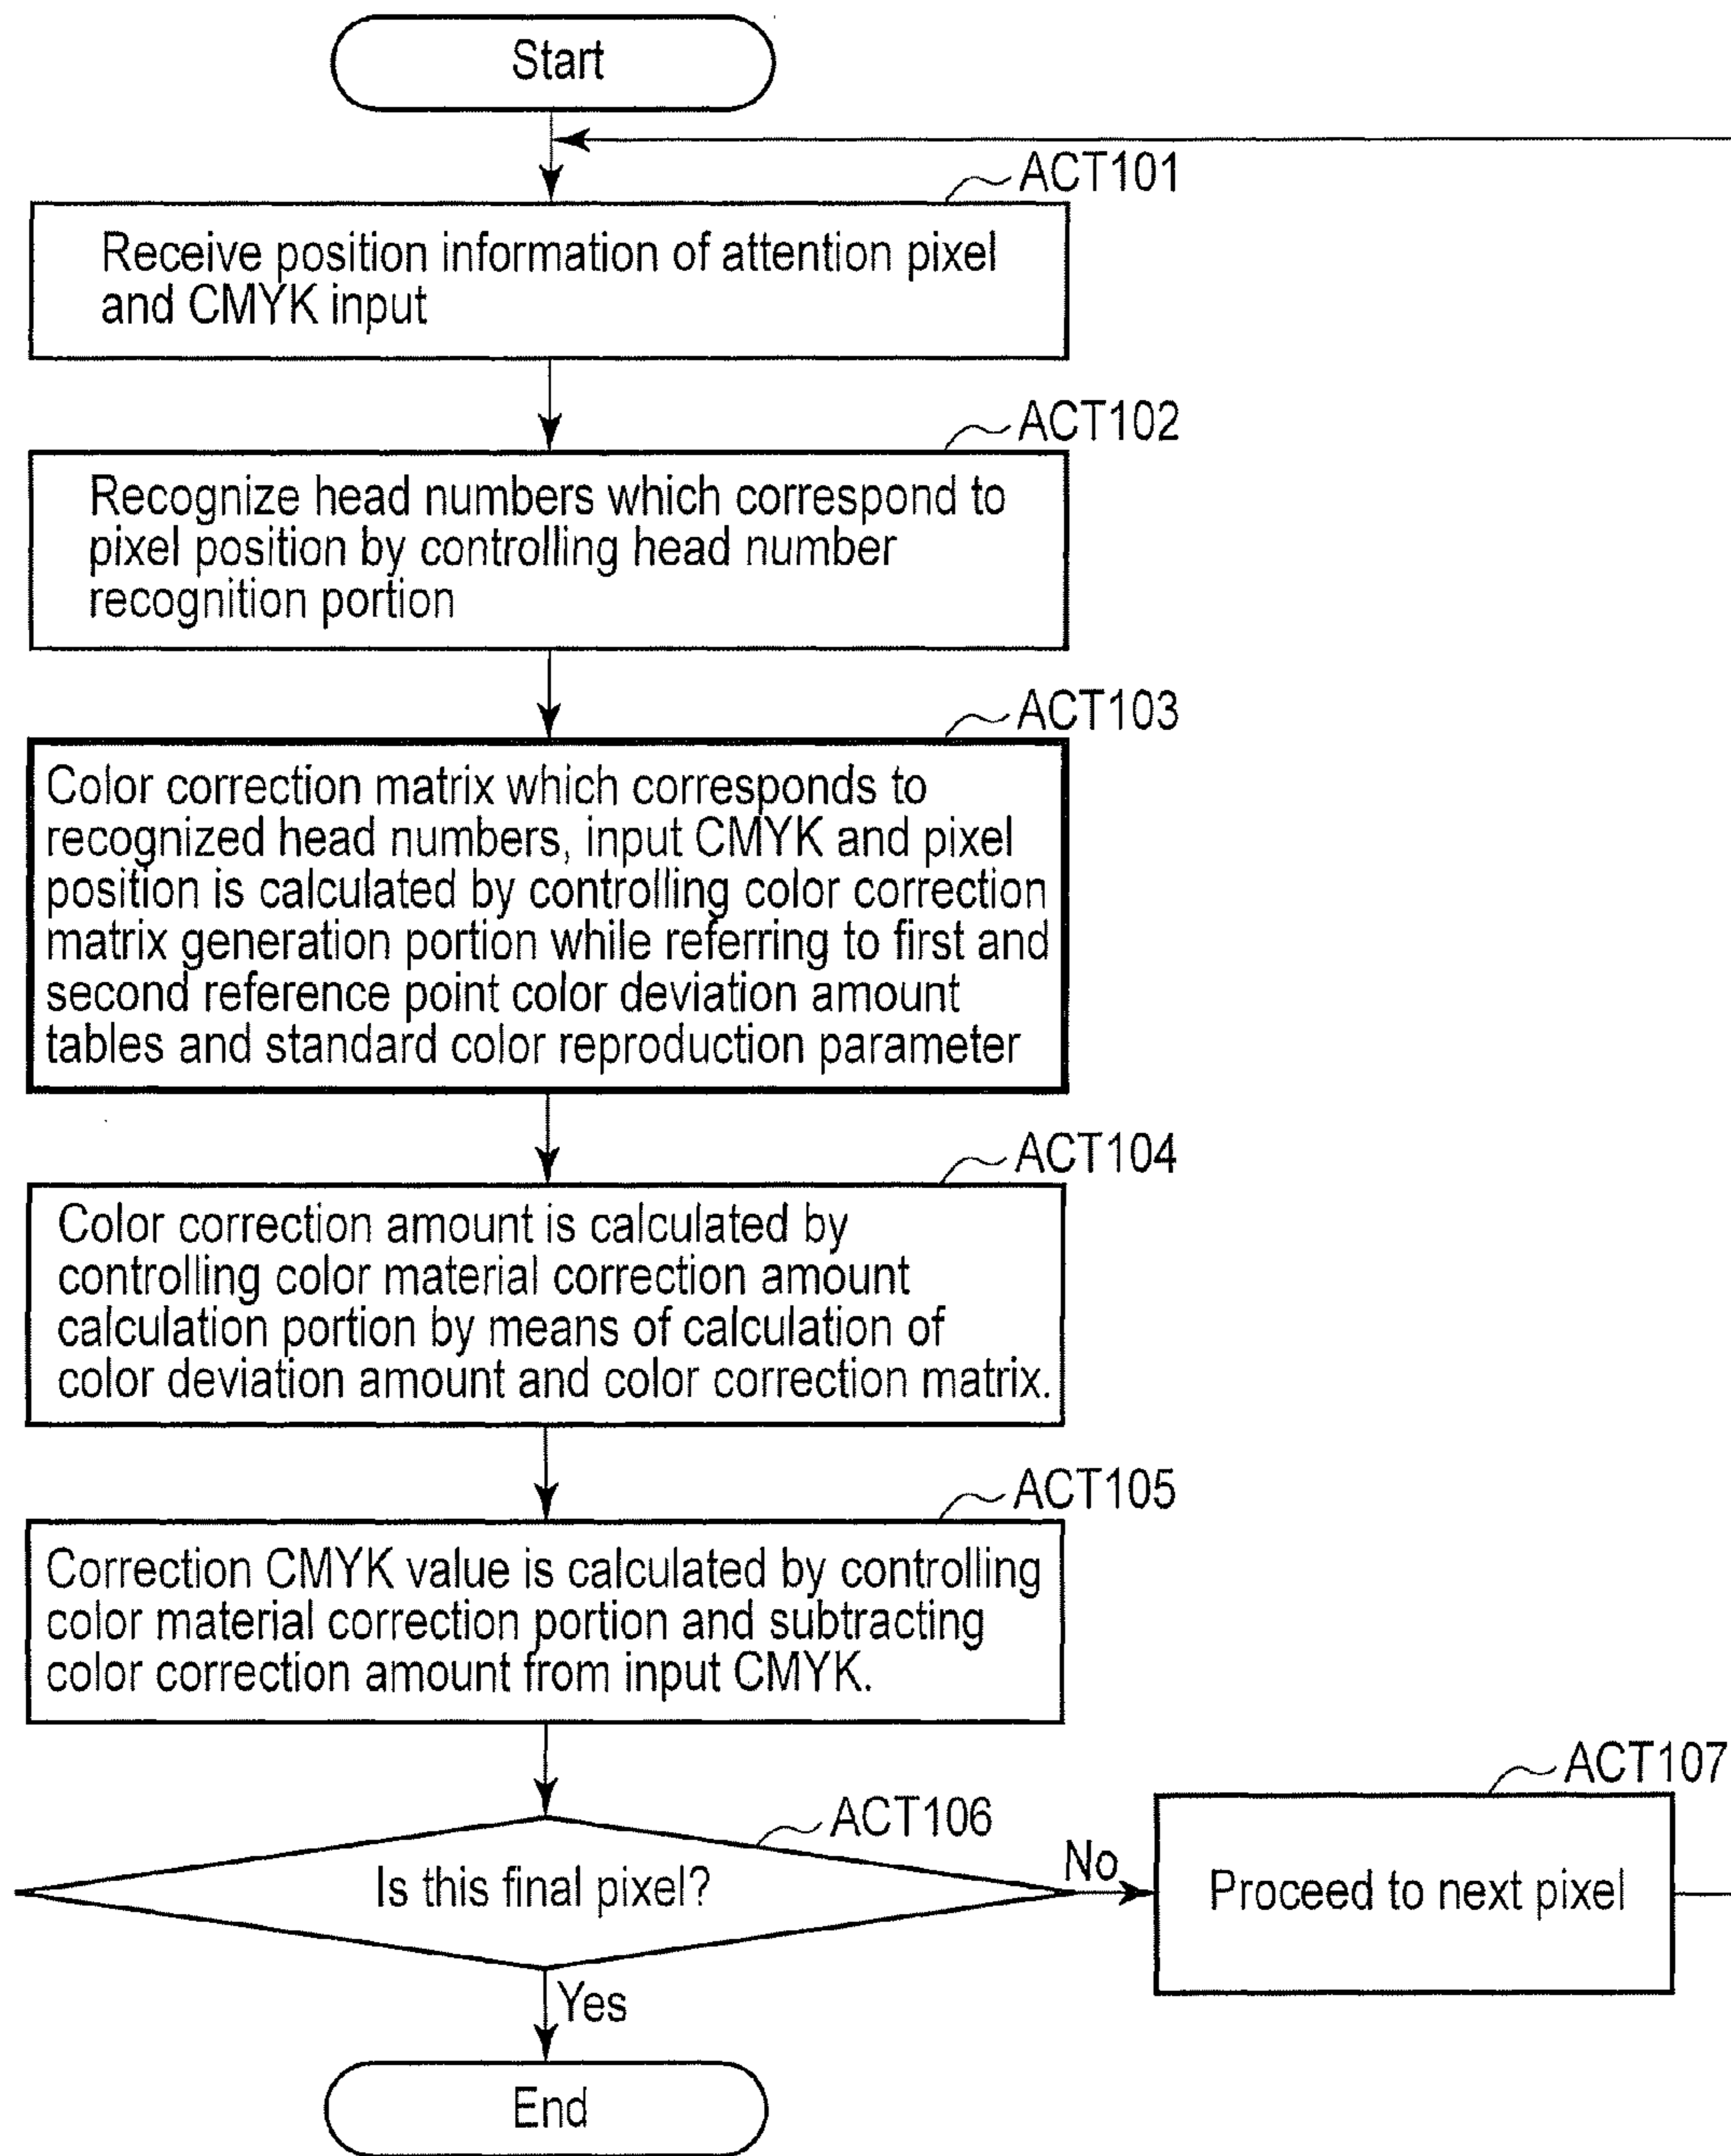 Start
ACT101
Receive position information of attention pixel
and CMYK input
ACT102
Recognize head numbers which correspond to
pixel position by controlling head number
recognition portion
ACT103
Color correction matrix which corresponds to
recognized head numbers, input CMYK and pixel
position is calculated by controlling color correction
matrix generation portion while referring to first and
second reference point color deviation amount
tables and standard color reproduction parameter
ACT104
Color correction amount is calculated by
controlling color material correction amount
calculation portion by means of calculation of
color deviation amount and color correction matrix.
ACT105
Correction CMYK value is calculated by controlling
color material correction portion and subtracting
color correction amount from input CMYK.
ACT106
Is this final pixel?
No
ACT107
Proceed to next pixel
Yes
End